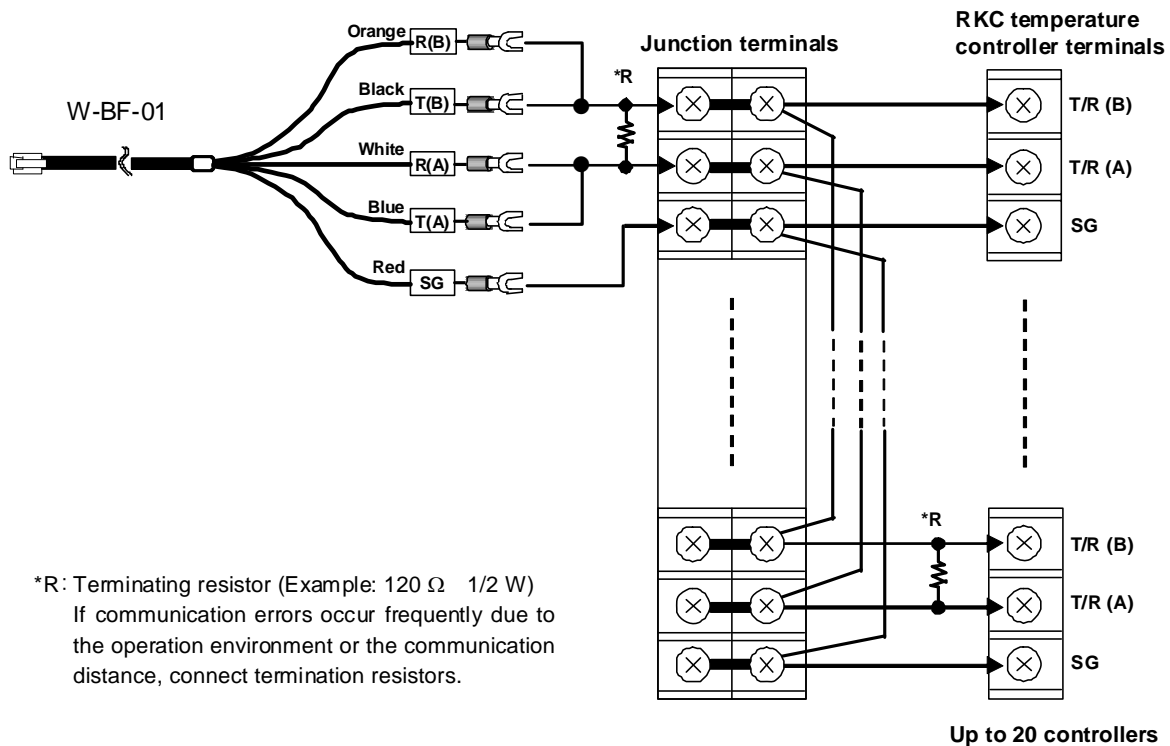 RKC temperature
controller terminals
Junction terminals
W-BF-01
Orange
R(B)
Black
T(B)
White
R(A)
Blue
T(A)
Red
SG
*R
T/R (B)
T/R (A)
SG
*R
T/R (B)
T/R (A)
SG
*R: Terminating resistor (Example: 120 Ω 1/2 W)
If communication errors occur frequently due to
the operation environment or the communication
distance, connect termination resistors.
Up to 20 controllers